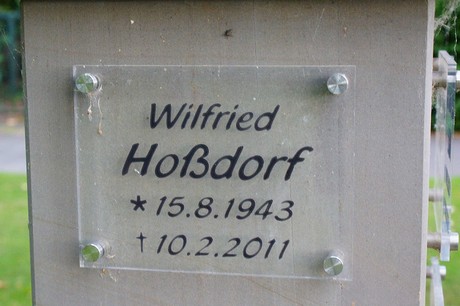 Wilfried
Hoßdorf
* 15.8.1943
† 10.2.2011